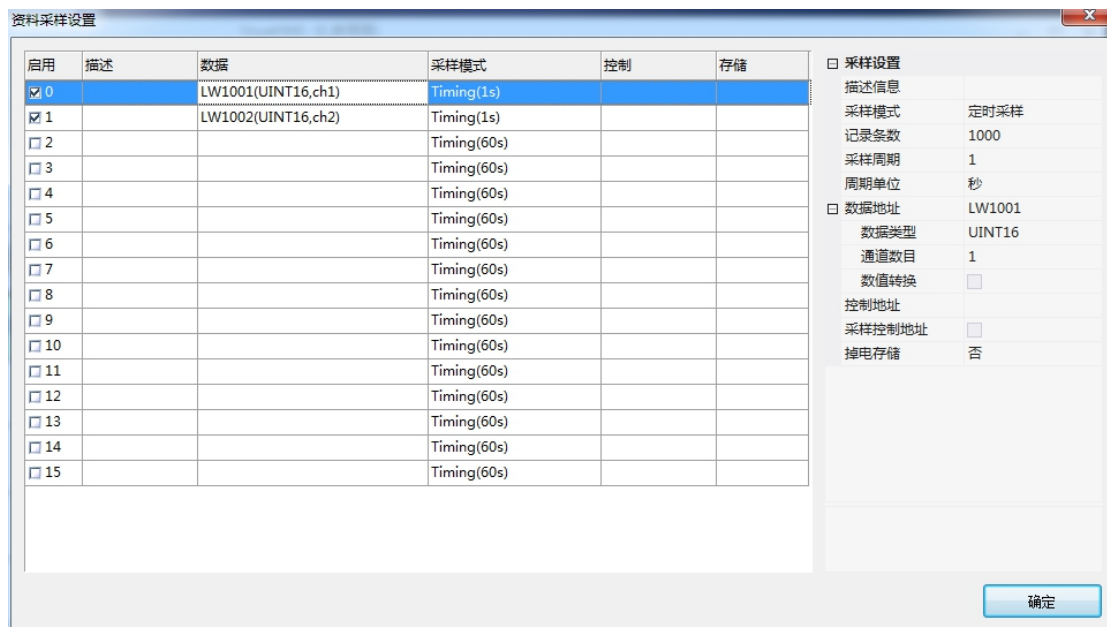 资料采样设置
启用 描述 数据 采样模式 控制 存储
0 LW1001(UINT16,ch1) Timing(1s)
1 LW1002(UINT16,ch2) Timing(1s)
2 Timing(60s)
3 Timing(60s)
4 Timing(60s)
5 Timing(60s)
6 Timing(60s)
7 Timing(60s)
8 Timing(60s)
9 Timing(60s)
10 Timing(60s)
11 Timing(60s)
12 Timing(60s)
13 Timing(60s)
14 Timing(60s)
15 Timing(60s)
采样设置
描述信息
采样模式 定时采样
记录条数 1000
采样周期 1
周期单位 秒
数据地址 LW1001
数据类型 UINT16
通道数目 1
数值转换
控制地址
采样控制地址
掉电存储 否
确定